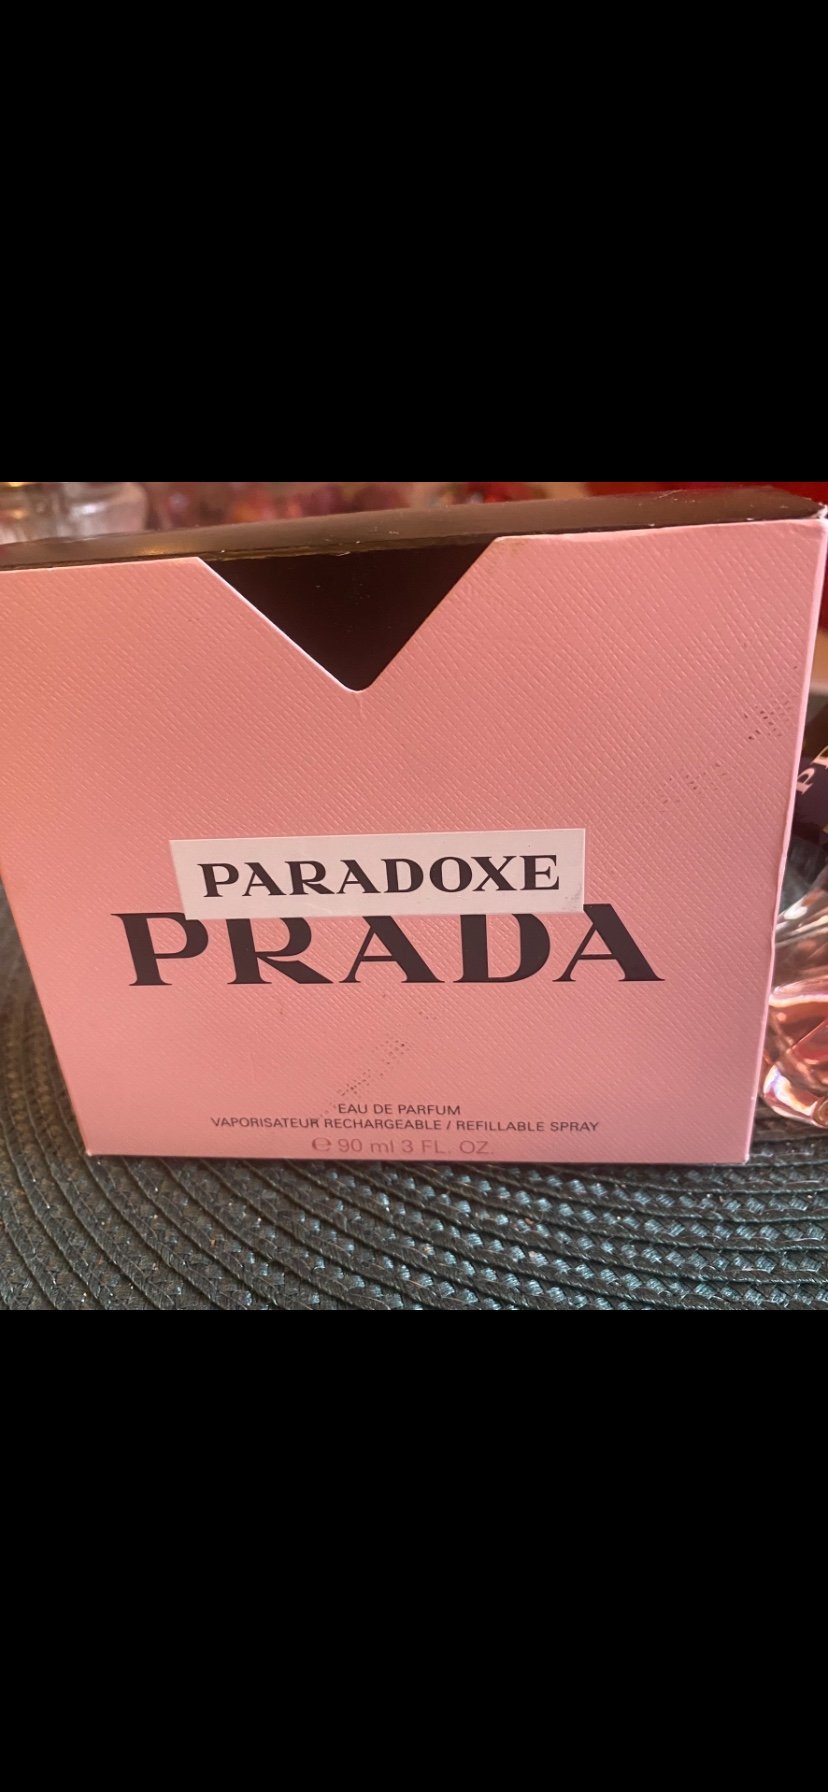 PARADOXE
PRADA
EAU DE PARFUM
VAPORISATEUR RECHARGEABLE / REFILLABLE SPRAY
℮ 90 ml 3 FL. OZ.